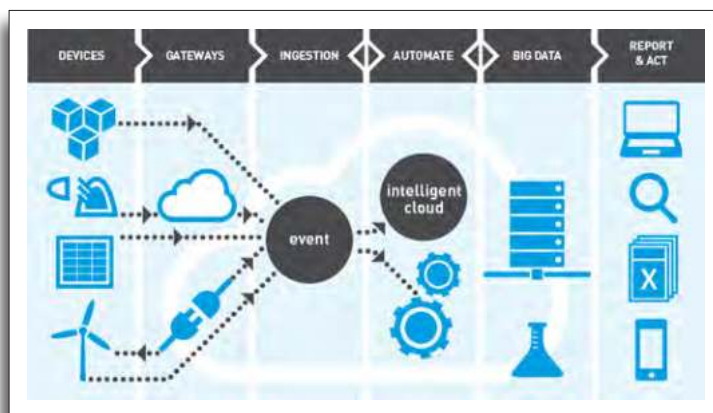 DEVICES
GATEWAYS
INGESTION
AUTOMATE
BIG DATA
REPORT
& ACT
event
intelligent
cloud
X